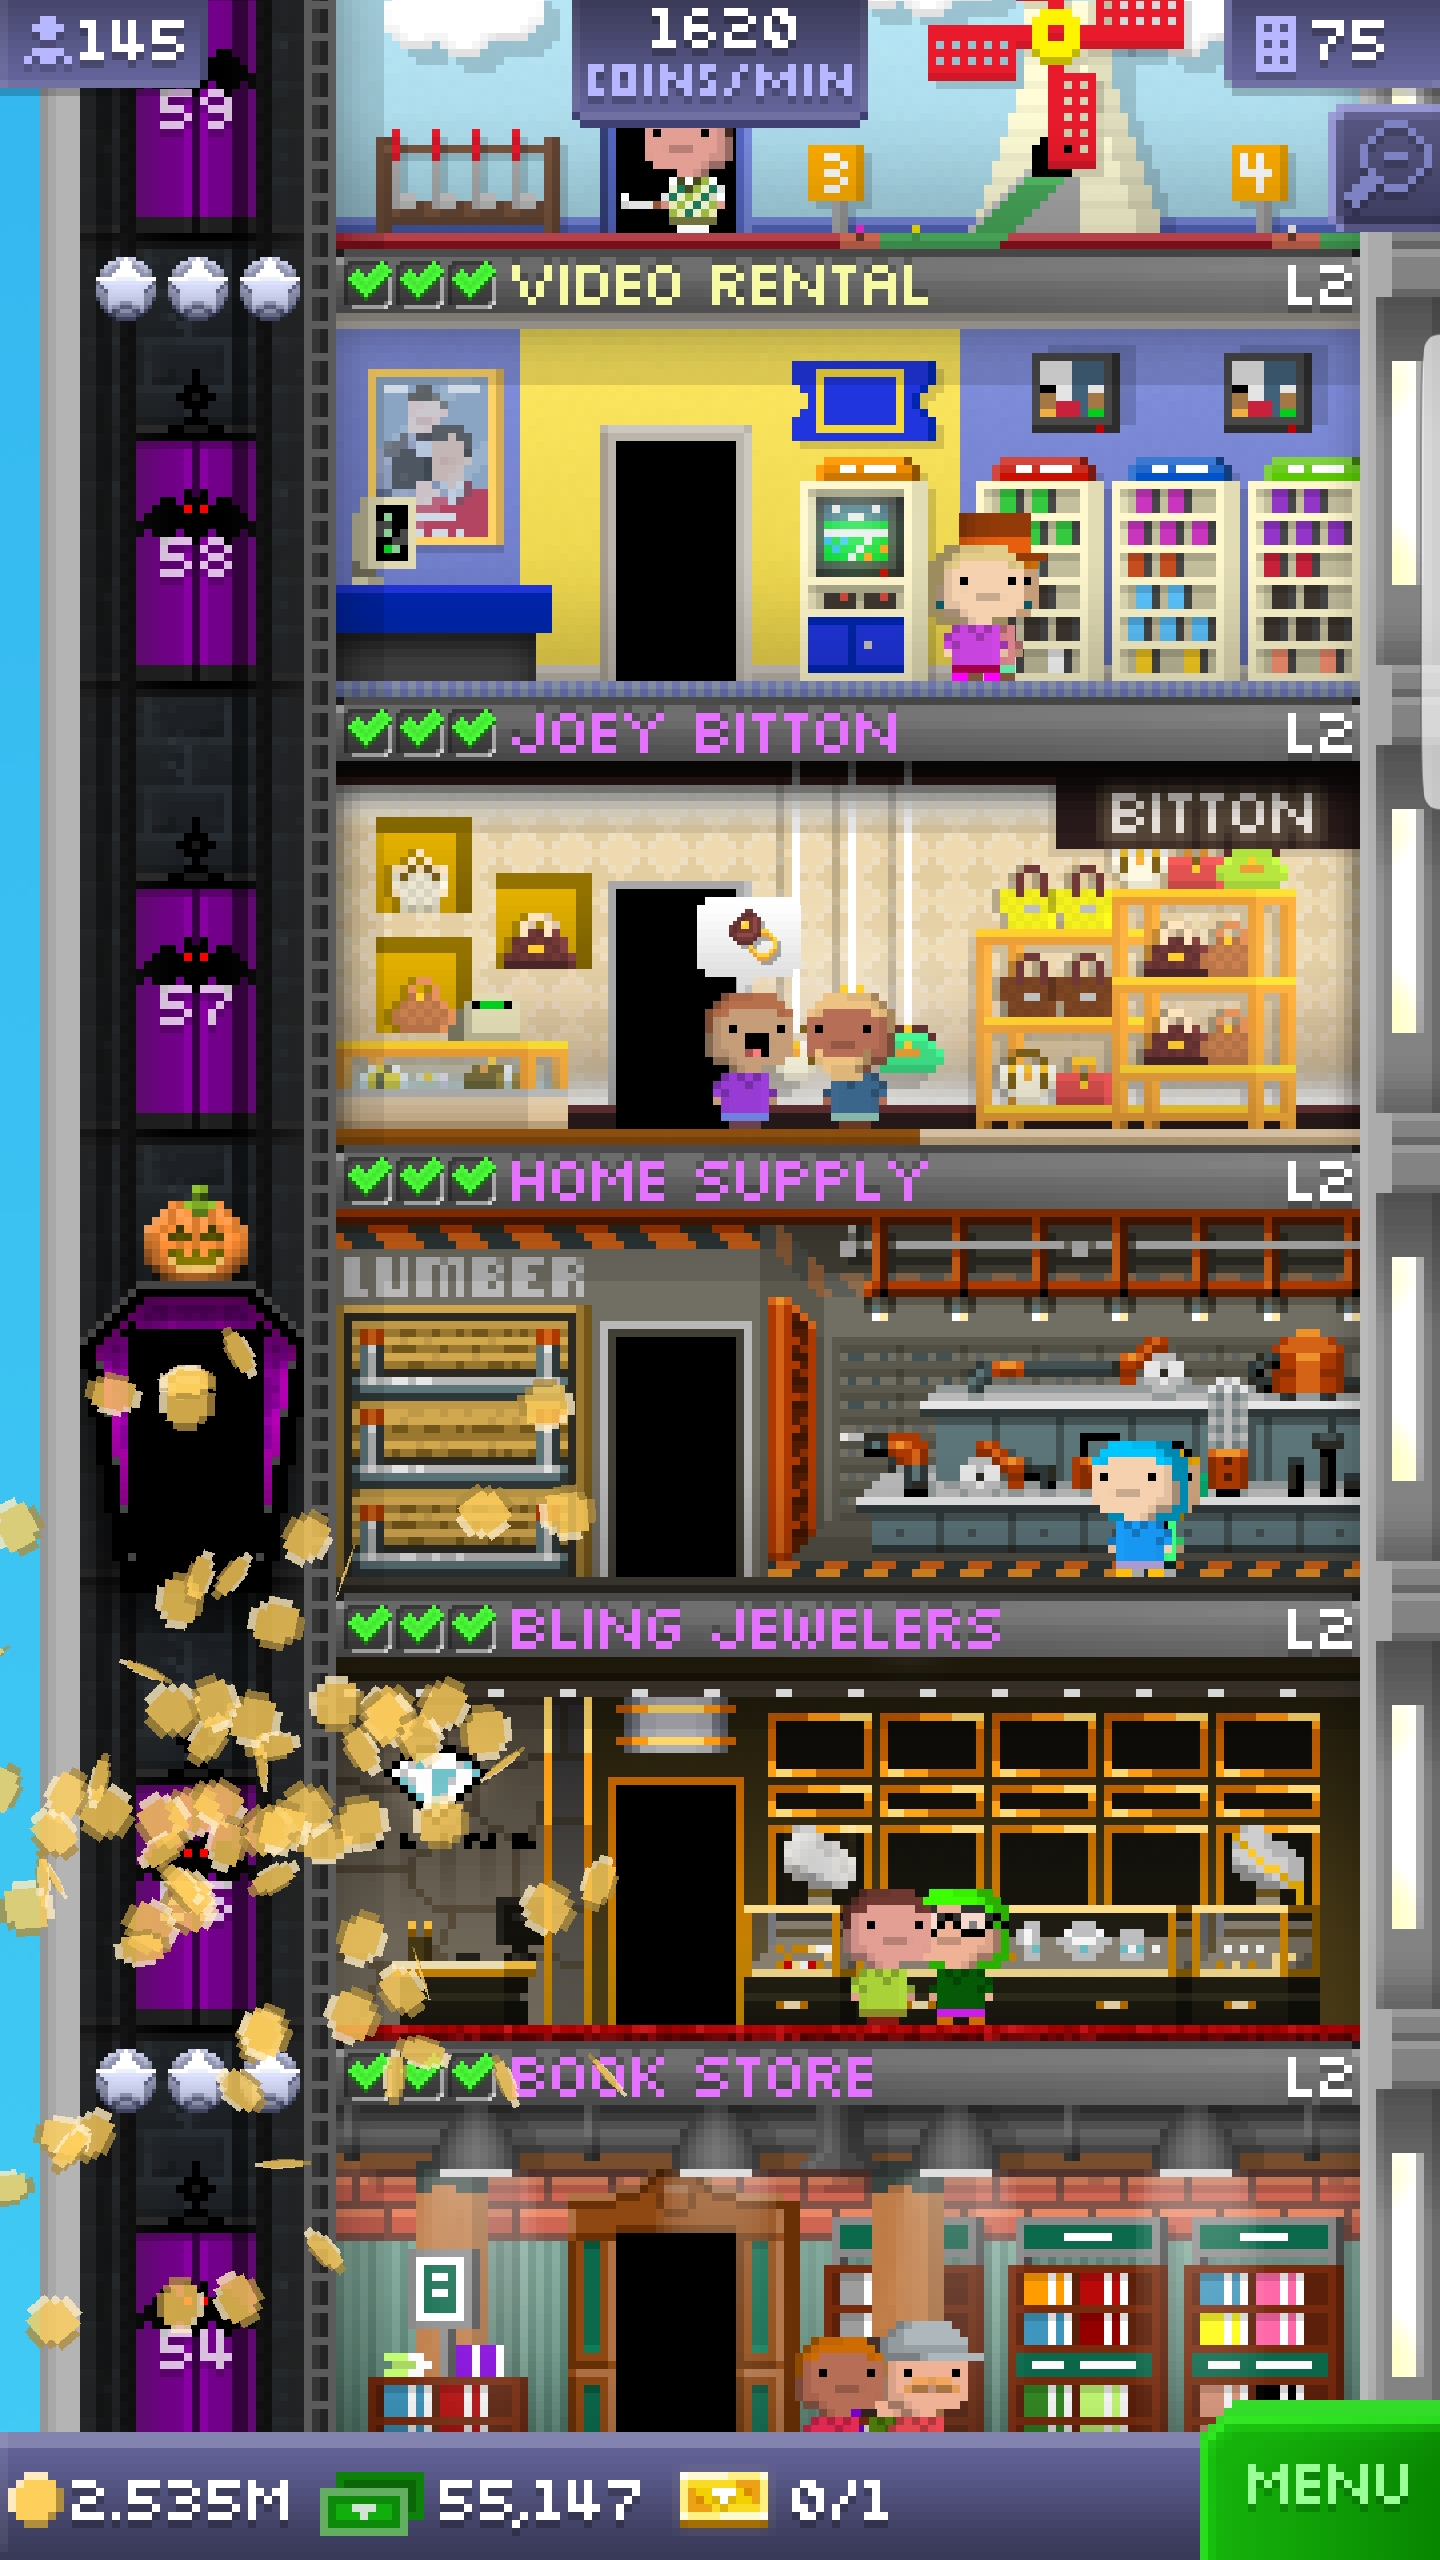 145
1620
COINS/MIN
75
59
3
4
VIDEO RENTAL
L2
58
JOEY BITTON
L2
BITTON
57
HOME SUPPLY
L2
LUMBER
BLING JEWELERS
L2
BOOK STORE
L2
54
2.535M
55,147
0/1
MENU